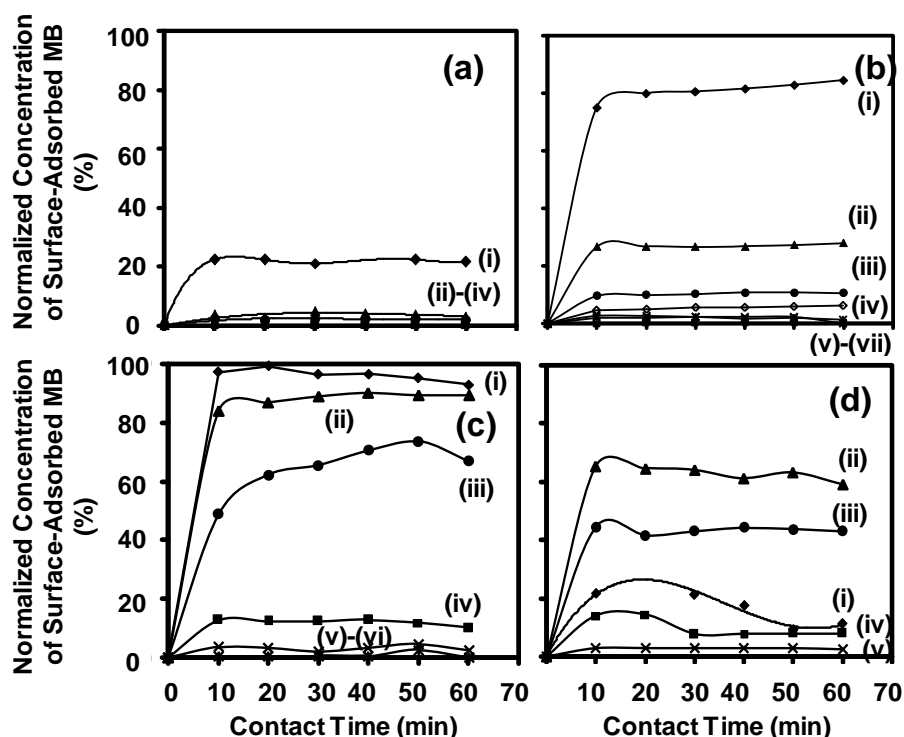 Normalized Concentration
of Surface-Adsorbed MB
(%)
100
80
60
40
20
0
(a)
(i)
(ii)-(iv)
(b)
(i)
(ii)
(iii)
(iv)
(v)-(vii)
Normalized Concentration
of Surface-Adsorbed MB
(%)
100
80
60
40
20
0
(i)
(ii)
(c)
(iii)
(iv)
(v)-(vi)
0 10 20 30 40 50 60 70
Contact Time (min)
(d)
(ii)
(iii)
(i)
(iv)
(v)
10 20 30 40 50 60 70
Contact Time (min)